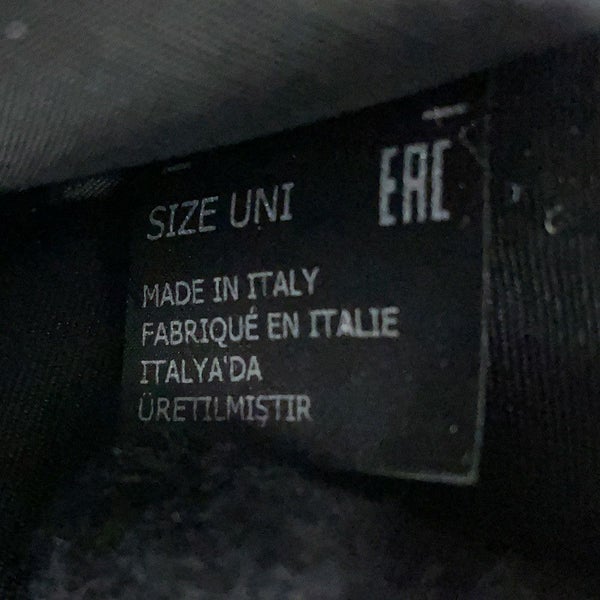 SIZE UNI
EAC
MADE IN ITALY
FABRIQUÉ EN ITALIE
ITALYA'DA
ÜRETILMIŞTIR